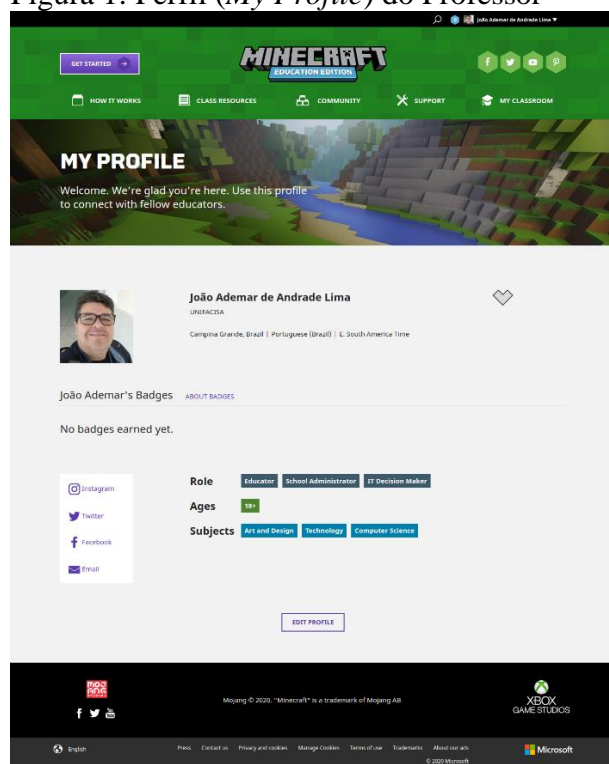 Figura 1: Perfil (My Profile) do Professor
João Ademar de Andrade Lima ▼
GET STARTED
MINECRAFT
EDUCATION EDITION
HOW IT WORKS
CLASS RESOURCES
COMMUNITY
SUPPORT
MY CLASSROOM
MY PROFILE
Welcome. We're glad you're here. Use this profile
to connect with fellow educators.
João Ademar de Andrade Lima
UNIFACISA
Campina Grande, Brazil | Portuguese (Brazil) | E. South America Time
João Ademar's Badges ABOUT BADGES
No badges earned yet.
Instagram
Twitter
Facebook
Email
Role Educator School Administrator IT Decision Maker
Ages 18+
Subjects Art and Design Technology Computer Science
EDIT PROFILE
MOJANG
STUDIOS
Mojang © 2020. "Minecraft" is a trademark of Mojang AB
XBOX
GAME STUDIOS
English
Press Contact us Privacy and cookies Manage Cookies Terms of use Trademarks About our ads
© 2020 Microsoft
Microsoft